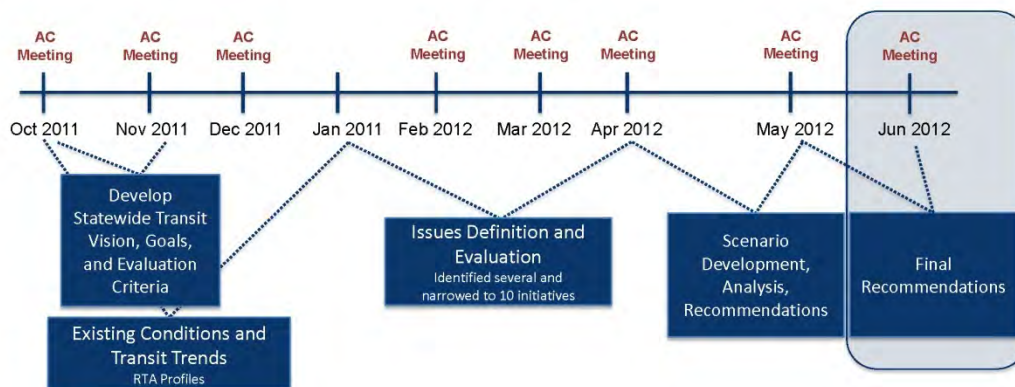 AC
Meeting
AC
Meeting
AC
Meeting
AC
Meeting
AC
Meeting
AC
Meeting
AC
Meeting
AC
Meeting
Oct 2011
Nov 2011
Dec 2011
Jan 2011
Feb 2012
Mar 2012
Apr 2012
May 2012
Jun 2012
Develop
Statewide Transit
Vision, Goals,
and Evaluation
Criteria
Existing Conditions and
Transit Trends
RTA Profiles
Issues Definition and
Evaluation
Identified several and
narrowed to 10 initiatives
Scenario
Development,
Analysis,
Recommendations
Final
Recommendations